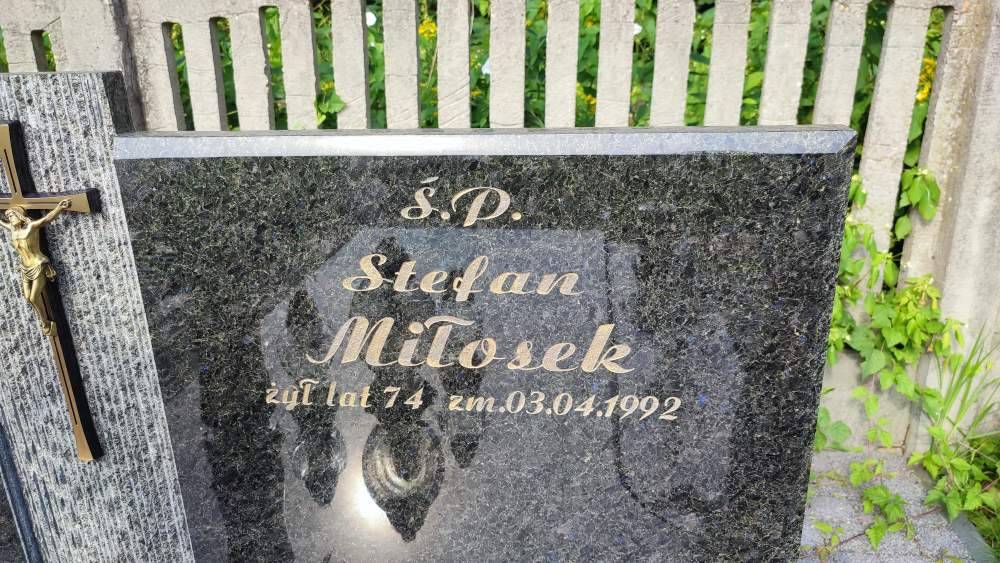 Ś.P.
Stefan
Miłosek
żył lat 74 zm.03.04.1992